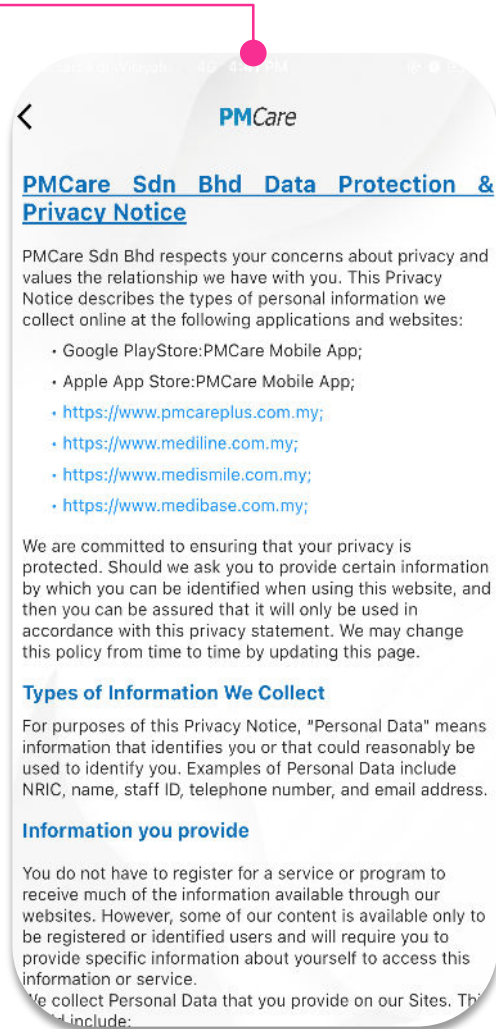 PMCare
PMCare Sdn Bhd Data Protection &
Privacy Notice
PMCare Sdn Bhd respects your concerns about privacy and
values the relationship we have with you. This Privacy
Notice describes the types of personal information we
collect online at the following applications and websites:
• Google PlayStore:PMCare Mobile App;
• Apple App Store:PMCare Mobile App;
• https://www.pmcareplus.com.my;
• https://www.mediline.com.my;
• https://www.medismile.com.my;
• https://www.medibase.com.my;
We are committed to ensuring that your privacy is
protected. Should we ask you to provide certain information
by which you can be identified when using this website, and
then you can be assured that it will only be used in
accordance with this privacy statement. We may change
this policy from time to time by updating this page.
Types of Information We Collect
For purposes of this Privacy Notice, "Personal Data" means
information that identifies you or that could reasonably be
used to identify you. Examples of Personal Data include
NRIC, name, staff ID, telephone number, and email address.
Information you provide
You do not have to register for a service or program to
receive much of the information available through our
websites. However, some of our content is available only to
be registered or identified users and will require you to
provide specific information about yourself to access this
information or service.
We collect Personal Data that you provide on our Sites.
include: